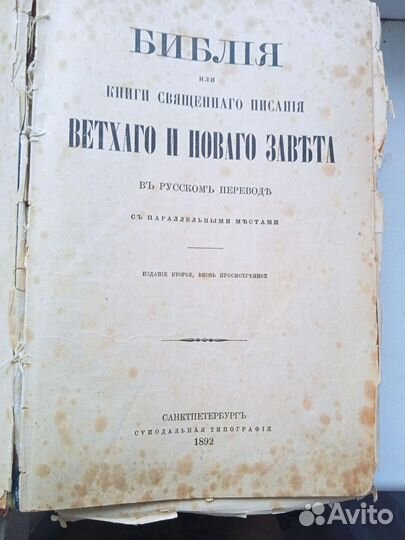 БИБЛІЯ
ИЛИ
КНИГИ СВЯЩЕННАГО ПИСАНІЯ
ВЕТХАГО И НОВАГО ЗАВѢТА
ВЪ РУССКОМЪ ПЕРЕВОДѢ
СЪ ПАРАЛЛЕЛЬНЫМИ МѢСТАМИ
ИЗДАНІЕ ВТОРОЕ, ВНОВЬ ПРОСМОТРѢННОЕ
САНКТПЕТЕРБУРГЪ
СѴНОДАЛЬНАЯ ТИПОГРАФІЯ
1892
Avito